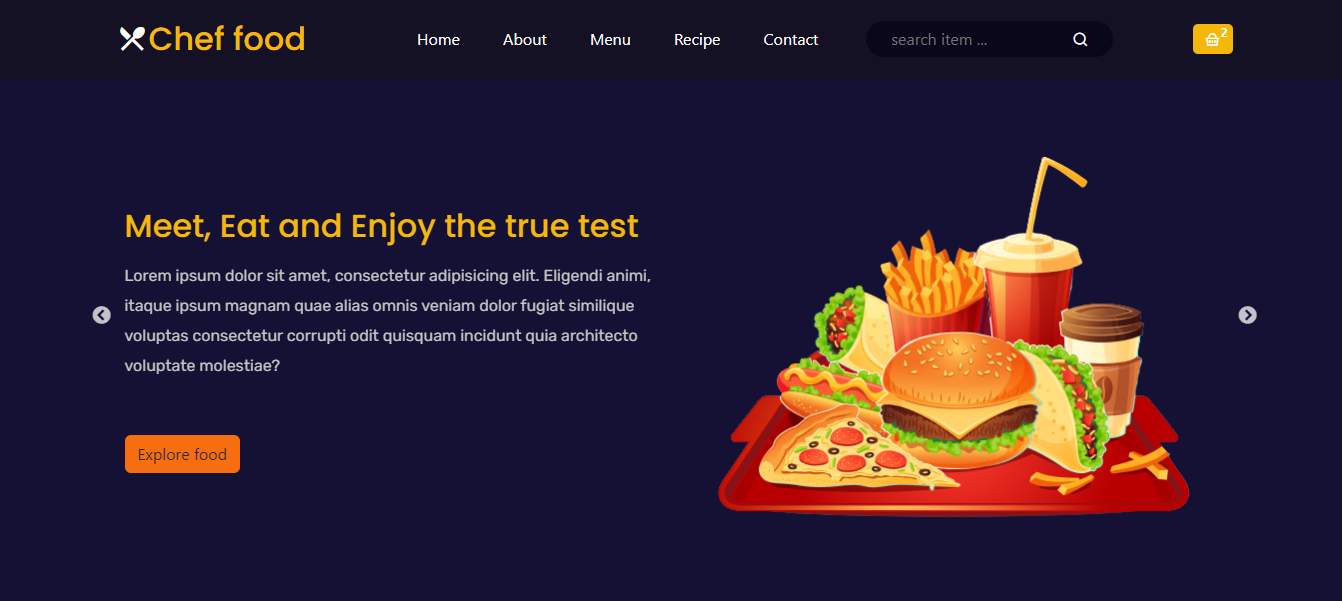 Chef food
Home
About
Menu
Recipe
Contact
search item ...
2
Meet, Eat and Enjoy the true test
Lorem ipsum dolor sit amet, consectetur adipisicing elit. Eligendi animi,
itaque ipsum magnam quae alias omnis veniam dolor fugiat similique
voluptas consectetur corrupti odit quisquam incidunt quia architecto
voluptate molestiae?
Explore food